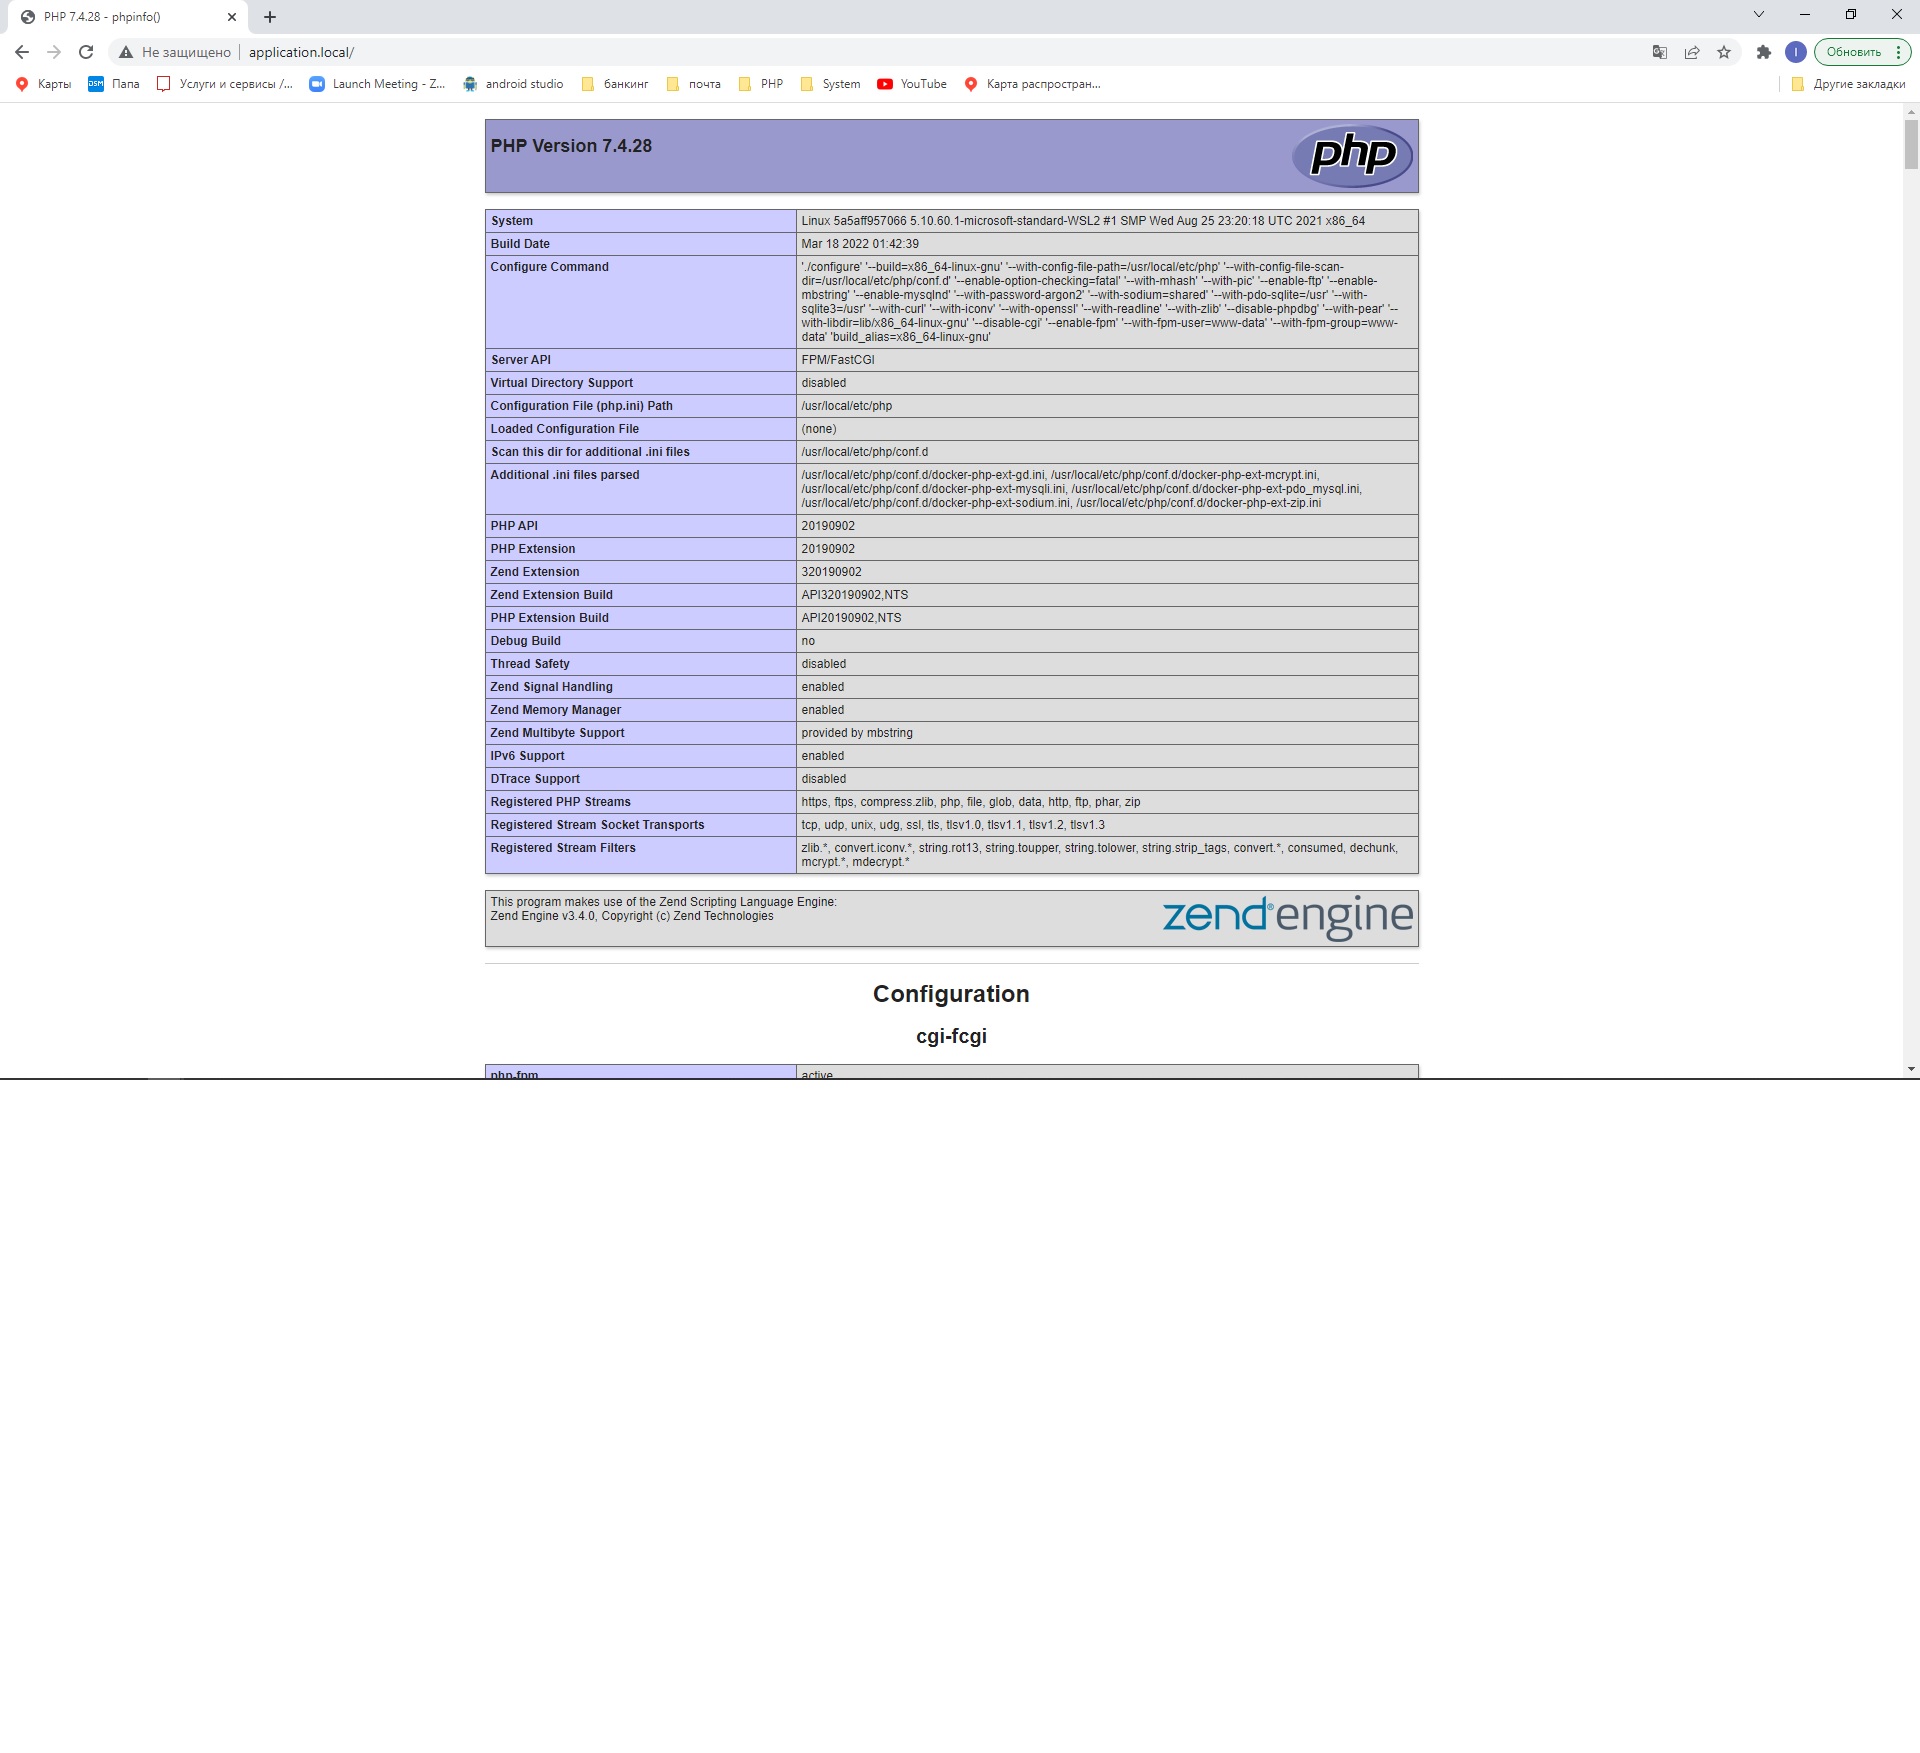 PHP 7.4.28 - phpinfo()
Не защищено application.local/
Обновить
Карты Папа Услуги и сервисы /... Launch Meeting - Z... android studio банкинг почта PHP System YouTube Карта распростран... Другие закладки
PHP Version 7.4.28
php
System Linux 5a5aff957066 5.10.60.1-microsoft-standard-WSL2 #1 SMP Wed Aug 25 23:20:18 UTC 2021 x86_64
Build Date Mar 18 2022 01:42:39
Configure Command './configure' '--build=x86_64-linux-gnu' '--with-config-file-path=/usr/local/etc/php' '--with-config-file-scan-
dir=/usr/local/etc/php/conf.d' '--enable-option-checking=fatal' '--with-mhash' '--with-pic' '--enable-ftp' '--enable-
mbstring' '--enable-mysqlnd' '--with-password-argon2' '--with-sodium=shared' '--with-pdo-sqlite=/usr' '--with-
sqlite3=/usr' '--with-curl' '--with-iconv' '--with-openssl' '--with-readline' '--with-zlib' '--disable-phpdbg' '--with-pear' '--
with-libdir=lib/x86_64-linux-gnu' '--disable-cgi' '--enable-fpm' '--with-fpm-user=www-data' '--with-fpm-group=www-
data' 'build_alias=x86_64-linux-gnu'
Server API FPM/FastCGI
Virtual Directory Support disabled
Configuration File (php.ini) Path /usr/local/etc/php
Loaded Configuration File (none)
Scan this dir for additional .ini files /usr/local/etc/php/conf.d
Additional .ini files parsed /usr/local/etc/php/conf.d/docker-php-ext-gd.ini, /usr/local/etc/php/conf.d/docker-php-ext-mcrypt.ini,
/usr/local/etc/php/conf.d/docker-php-ext-mysqli.ini, /usr/local/etc/php/conf.d/docker-php-ext-pdo_mysql.ini,
/usr/local/etc/php/conf.d/docker-php-ext-sodium.ini, /usr/local/etc/php/conf.d/docker-php-ext-zip.ini
PHP API 20190902
PHP Extension 20190902
Zend Extension 320190902
Zend Extension Build API320190902,NTS
PHP Extension Build API20190902,NTS
Debug Build no
Thread Safety disabled
Zend Signal Handling enabled
Zend Memory Manager enabled
Zend Multibyte Support provided by mbstring
IPv6 Support enabled
DTrace Support disabled
Registered PHP Streams https, ftps, compress.zlib, php, file, glob, data, http, ftp, phar, zip
Registered Stream Socket Transports tcp, udp, unix, udg, ssl, tls, tlsv1.0, tlsv1.1, tlsv1.2, tlsv1.3
Registered Stream Filters zlib.*, convert.iconv.*, string.rot13, string.toupper, string.tolower, string.strip_tags, convert.*, consumed, dechunk,
mcrypt.*, mdecrypt.*
This program makes use of the Zend Scripting Language Engine:
Zend Engine v3.4.0, Copyright (c) Zend Technologies
zend®engine
Configuration
cgi-fcgi
php-fpm active